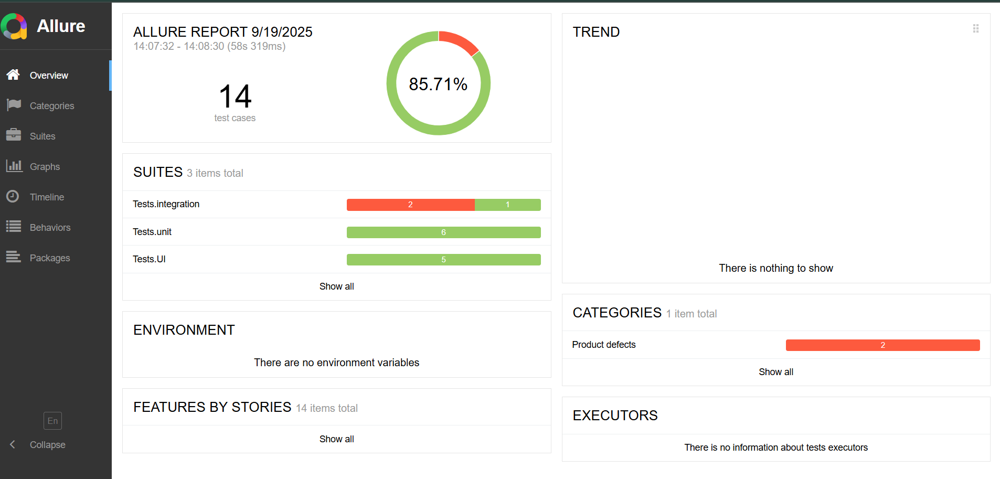 Allure
Overview
Categories
Suites
Graphs
Timeline
Behaviors
Packages
En
Collapse
ALLURE REPORT 9/19/2025
14:07:32 - 14:08:30 (58s 319ms)
14
test cases
85.71%
SUITES 3 items total
Tests.integration 2 1
Tests.unit 6
Tests.UI 5
Show all
ENVIRONMENT
There are no environment variables
FEATURES BY STORIES 14 items total
Show all
TREND
There is nothing to show
CATEGORIES 1 item total
Product defects 2
Show all
EXECUTORS
There is no information about tests executors